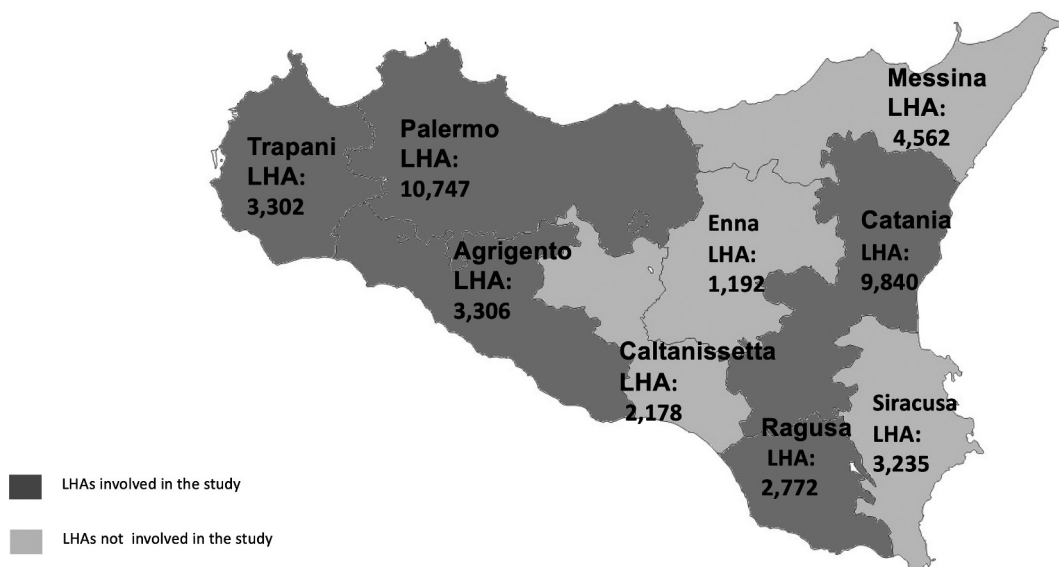 Messina
LHA:
4,562
Trapani
LHA:
3,302
Palermo
LHA:
10,747
Enna
LHA:
1,192
Catania
LHA:
9,840
Agrigento
LHA:
3,306
Caltanissetta
LHA:
2,178
Siracusa
LHA:
3,235
Ragusa
LHA:
2,772
LHAs involved in the study
LHAs not involved in the study